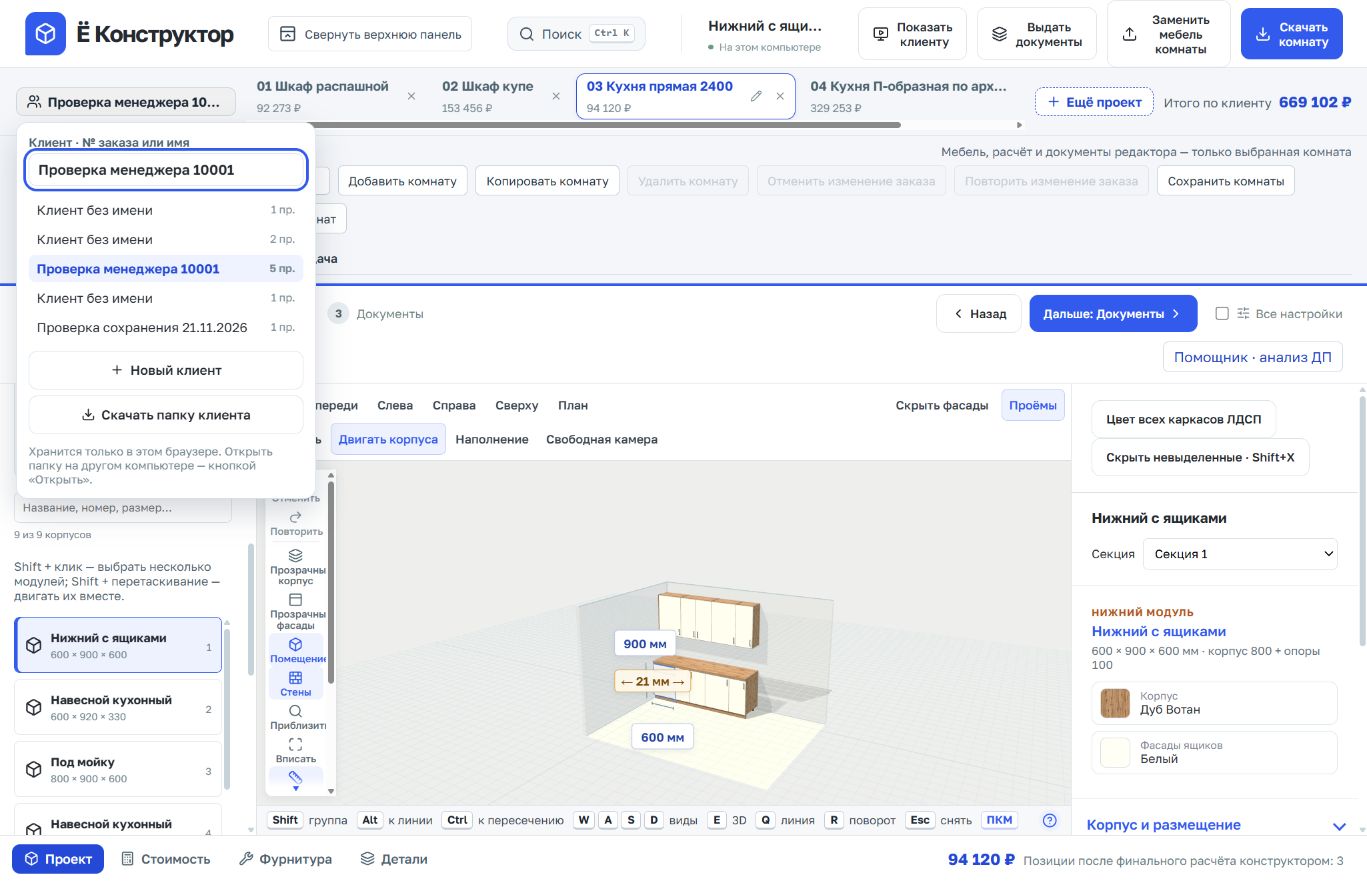 Ё Конструктор
Свернуть верхнюю панель
Поиск Ctrl K
Нижний с ящи...
На этом компьютере
Показать клиенту
Выдать документы
Заменить мебель комнаты
Скачать комнату
Проверка менеджера 10...
01 Шкаф распашной
92 273 ₽
02 Шкаф купе
153 456 ₽
03 Кухня прямая 2400
94 120 ₽
04 Кухня П-образная по арх...
329 253 ₽
Ещё проект
Итого по клиенту 669 102 ₽
Клиент · № заказа или имя
Проверка менеджера 10001
Клиент без имени 1 пр.
Клиент без имени 2 пр.
Проверка менеджера 10001 5 пр.
Клиент без имени 1 пр.
Проверка сохранения 21.11.2026 1 пр.
Новый клиент
Скачать папку клиента
Хранится только в этом браузере. Открыть
папку на другом компьютере — кнопкой
«Открыть».
Мебель, расчёт и документы редактора — только выбранная комната
Добавить комнату
Копировать комнату
Удалить комнату
Отменить изменение заказа
Повторить изменение заказа
Сохранить комнаты
нат
ача
3 Документы
Назад
Дальше: Документы
Все настройки
Помощник · анализ ДП
переди Слева Справа Сверху План
Скрыть фасады Проёмы
ь Двигать корпуса Наполнение Свободная камера
Название, номер, размер...
9 из 9 корпусов
Shift + клик — выбрать несколько
модулей; Shift + перетаскивание —
двигать их вместе.
Нижний с ящиками
600 × 900 × 600 1
Навесной кухонный
600 × 920 × 330 2
Под мойку
800 × 900 × 600 3
Навесной кухонный
4
Отменить
Повторить
Прозрачны
корпус
Прозрачны
фасады
Помещение
Стены
Приблизит
Вписать
900 мм
← 21 мм →
600 мм
Shift группа Alt к линии Ctrl к пересечению W A S D виды E 3D Q линия R поворот Esc снять ПКМ ?
Цвет всех каркасов ЛДСП
Скрыть невыделенные · Shift+X
Нижний с ящиками
Секция Секция 1
НИЖНИЙ МОДУЛЬ
Нижний с ящиками
600 × 900 × 600 мм · корпус 800 + опоры
100
Корпус
Дуб Вотан
Фасады ящиков
Белый
Корпус и размещение
Проект Стоимость Фурнитура Детали
94 120 ₽ Позиции после финального расчёта конструктором: 3